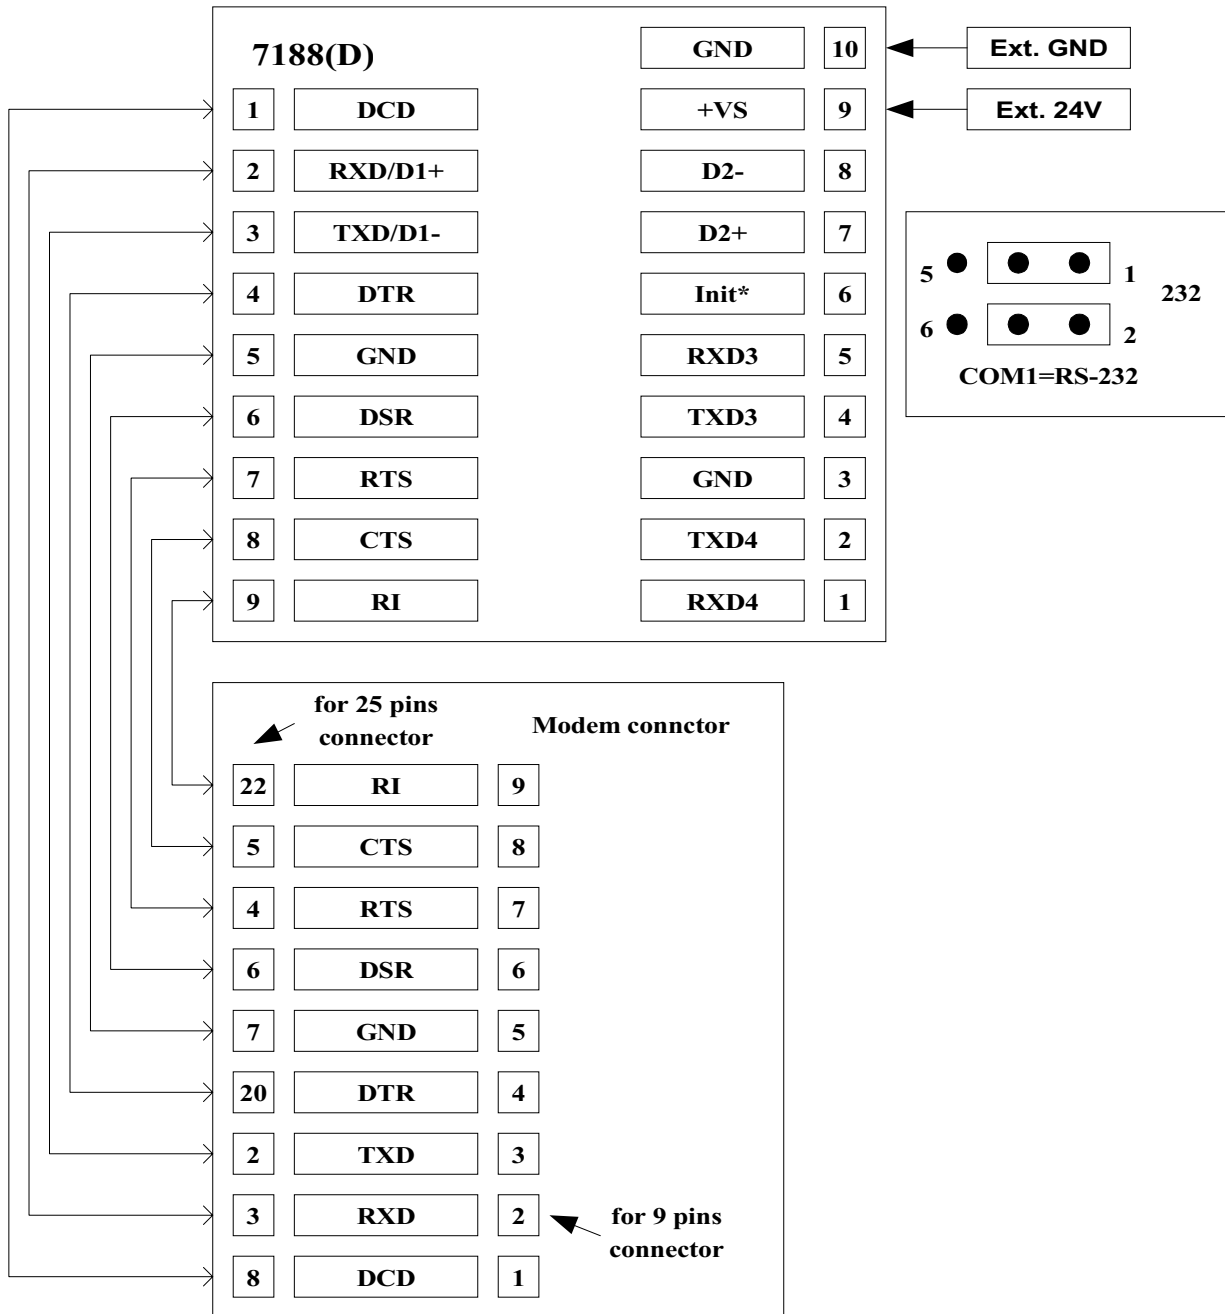 7188(D) GND 10 Ext. GND
1 DCD +VS 9 Ext. 24V
2 RXD/D1+ D2- 8
3 TXD/D1- D2+ 7
4 DTR Init* 6
5 GND RXD3 5
6 DSR TXD3 4
7 RTS GND 3
8 CTS TXD4 2
9 RI RXD4 1
5 1
232
6 2
COM1=RS-232
for 25 pins
connector
Modem connctor
22 RI 9
5 CTS 8
4 RTS 7
6 DSR 6
7 GND 5
20 DTR 4
2 TXD 3
3 RXD 2
8 DCD 1
for 9 pins
connector